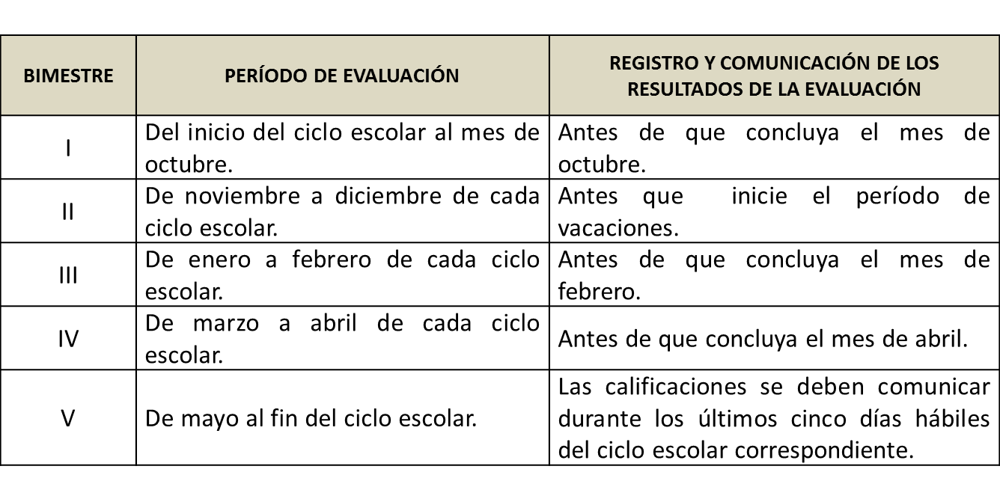 BIMESTRE
PERÍODO DE EVALUACIÓN
REGISTRO Y COMUNICACIÓN DE LOS
RESULTADOS DE LA EVALUACIÓN
I
Del inicio del ciclo escolar al mes de
octubre.
Antes de que concluya el mes de
octubre.
II
De noviembre a diciembre de cada
ciclo escolar.
Antes que inicie el período de
vacaciones.
III
De enero a febrero de cada ciclo
escolar.
Antes de que concluya el mes de
febrero.
IV
De marzo a abril de cada ciclo
escolar.
Antes de que concluya el mes de abril.
V
De mayo al fin del ciclo escolar.
Las calificaciones se deben comunicar
durante los últimos cinco días hábiles
del ciclo escolar correspondiente.